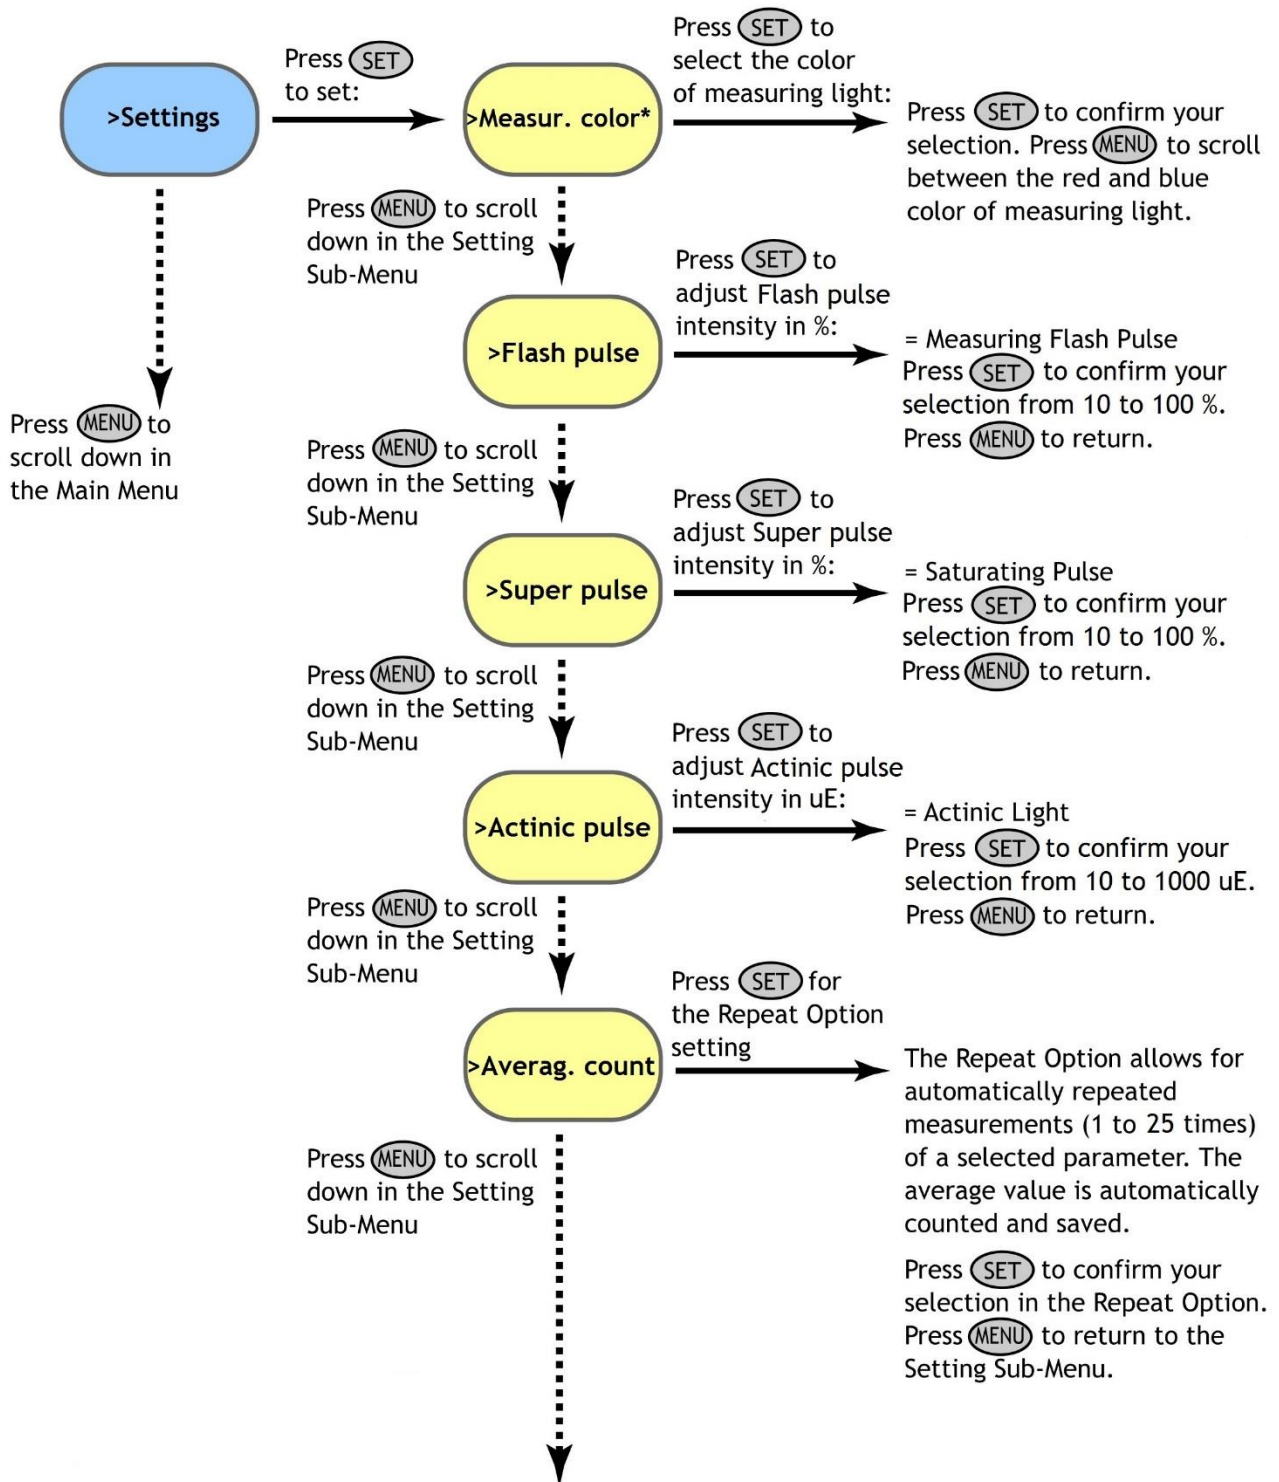 >Settings
Press SET
to set:
>Measur. color*
Press SET to
select the color
of measuring light:
Press SET to confirm your
selection. Press MENU to scroll
between the red and blue
color of measuring light.
Press MENU to
scroll down in
the Main Menu
Press MENU to scroll
down in the Setting
Sub-Menu
>Flash pulse
Press SET to
adjust Flash pulse
intensity in %:
= Measuring Flash Pulse
Press SET to confirm your
selection from 10 to 100 %.
Press MENU to return.
Press MENU to scroll
down in the Setting
Sub-Menu
>Super pulse
Press SET to
adjust Super pulse
intensity in %:
= Saturating Pulse
Press SET to confirm your
selection from 10 to 100 %.
Press MENU to return.
Press MENU to scroll
down in the Setting
Sub-Menu
>Actinic pulse
Press SET to
adjust Actinic pulse
intensity in uE:
= Actinic Light
Press SET to confirm your
selection from 10 to 1000 uE.
Press MENU to return.
Press MENU to scroll
down in the Setting
Sub-Menu
>Averag. count
Press SET for
the Repeat Option
setting
The Repeat Option allows for
automatically repeated
measurements (1 to 25 times)
of a selected parameter. The
average value is automatically
counted and saved.
Press SET to confirm your
selection in the Repeat Option.
Press MENU to return to the
Setting Sub-Menu.
Press MENU to scroll
down in the Setting
Sub-Menu